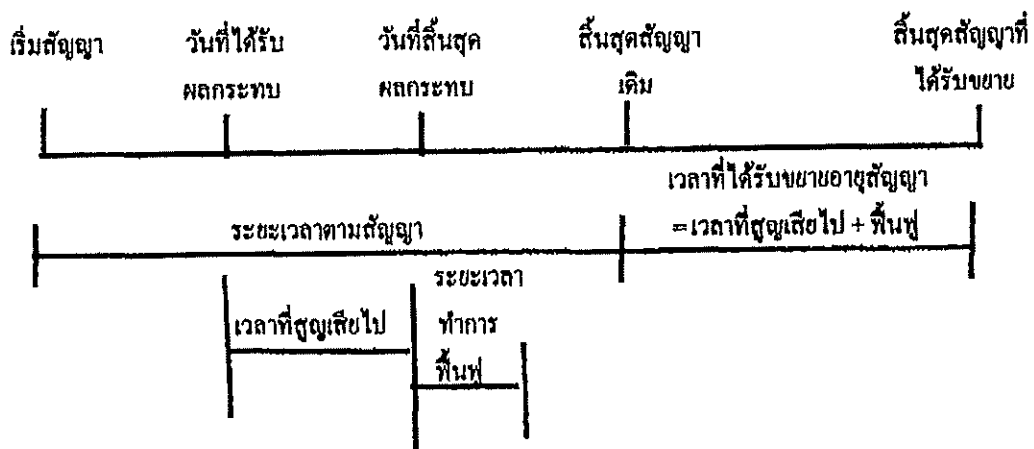 เริ่มสัญญา
วันที่ได้รับ
ผลกระทบ
วันที่สิ้นสุด
ผลกระทบ
สิ้นสุดสัญญา
เดิม
สิ้นสุดสัญญาที่
ได้รับขยาย
เวลาที่ได้รับขยายอายุสัญญา
=เวลาที่สูญเสียไป + ฟื้นฟู
ระยะเวลาตามสัญญา
เวลาที่สูญเสียไป
ระยะเวลา
ทำการ
ฟื้นฟู